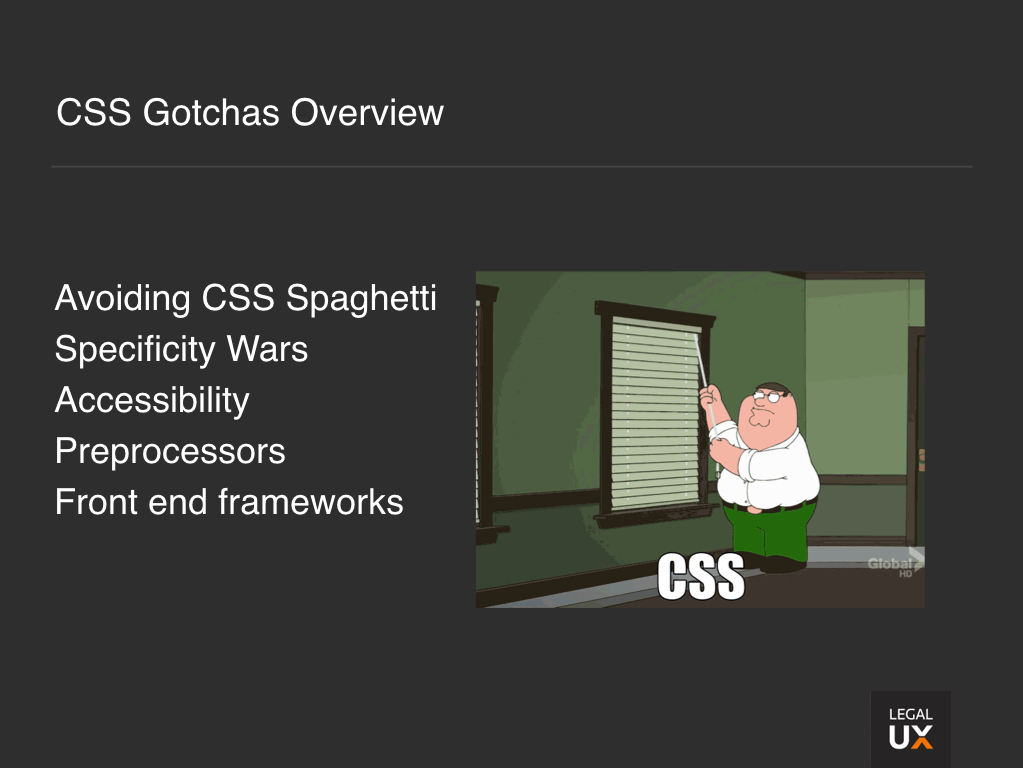 CSS Gotchas Overview
Avoiding CSS Spaghetti
Specificity Wars
Accessibility
Preprocessors
Front end frameworks
CSS
Global
HD
LEGAL
UX